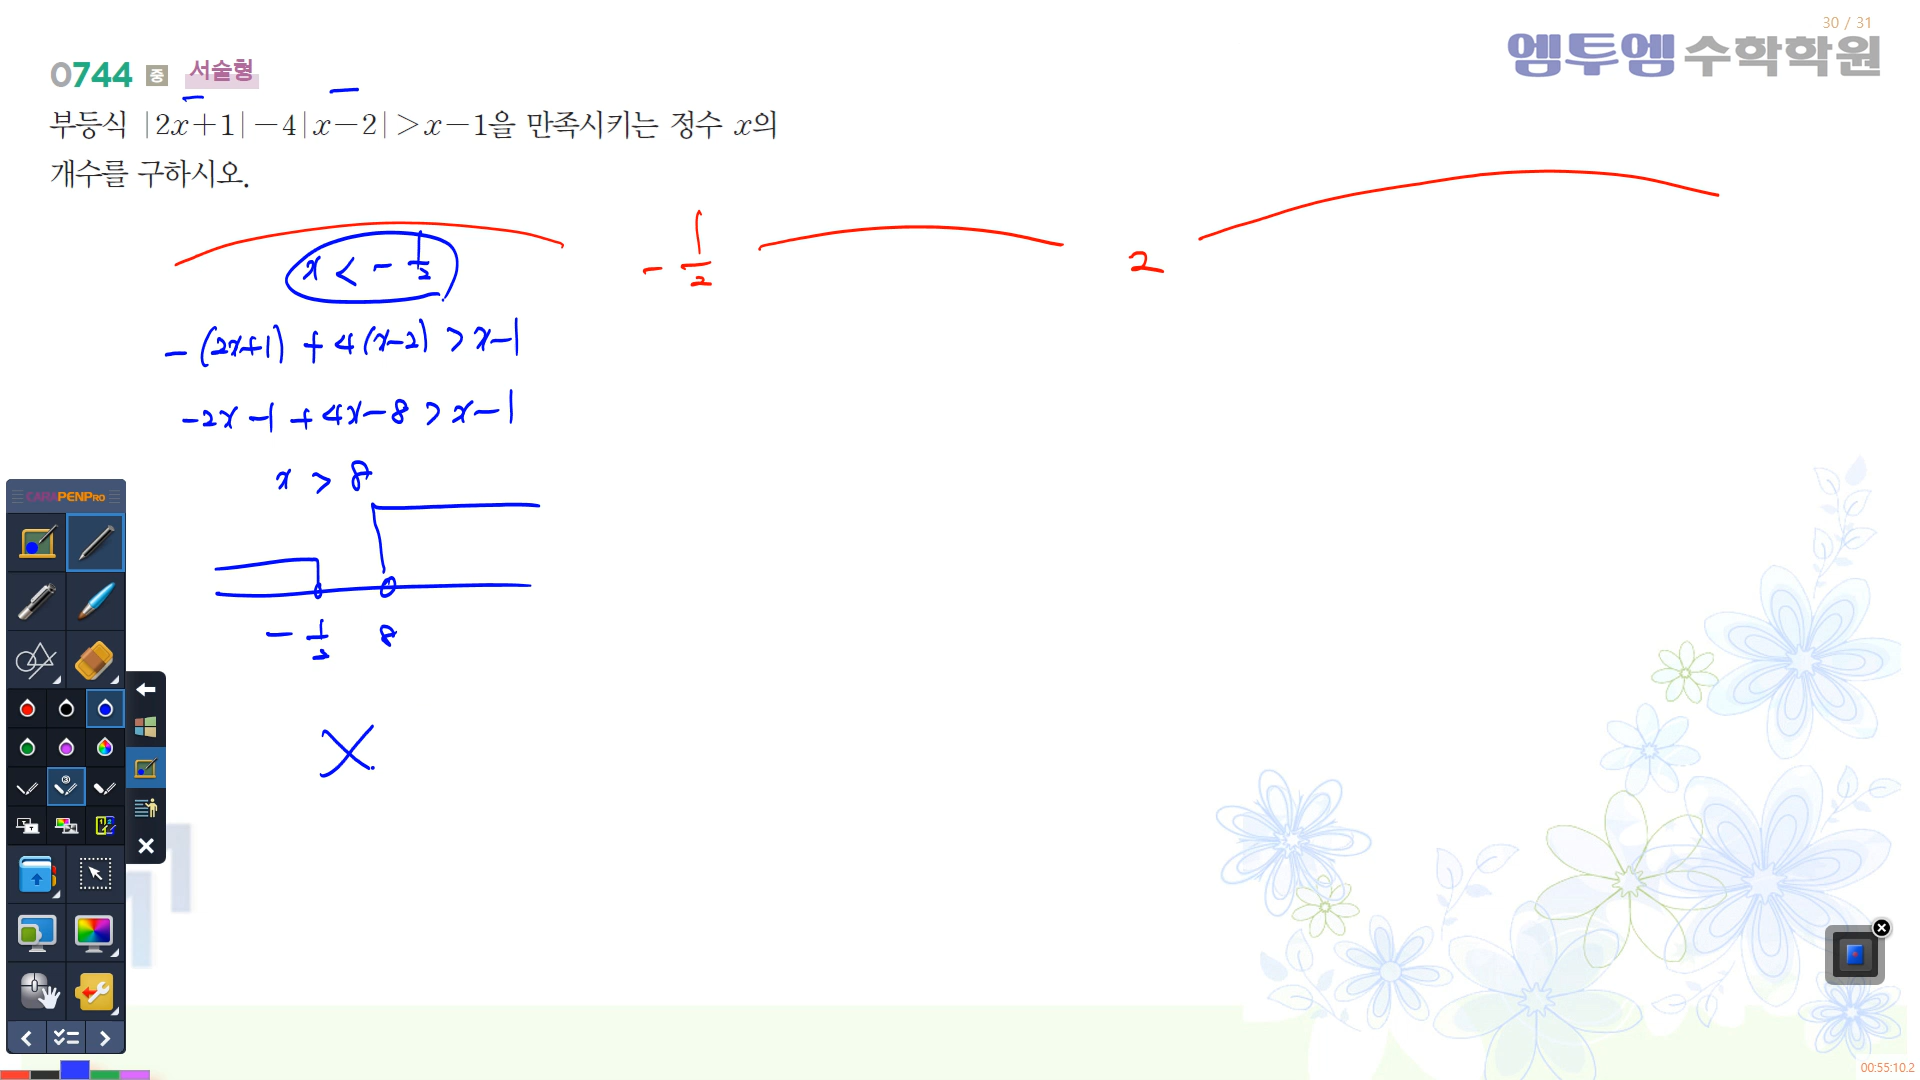 30 / 31
엠투엠 수학학원
0744 중 서술형
부등식 |2x+1|-4|x-2|>x-1을 만족시키는 정수 x의
개수를 구하시오.
x < -1/2
-1/2
2
-(2x+1) + 4(x-2) > x-1
-2x-1+4x-8 > x-1
x > 8
-1/2 8
X
CARAPENPRO
00:55:10.2